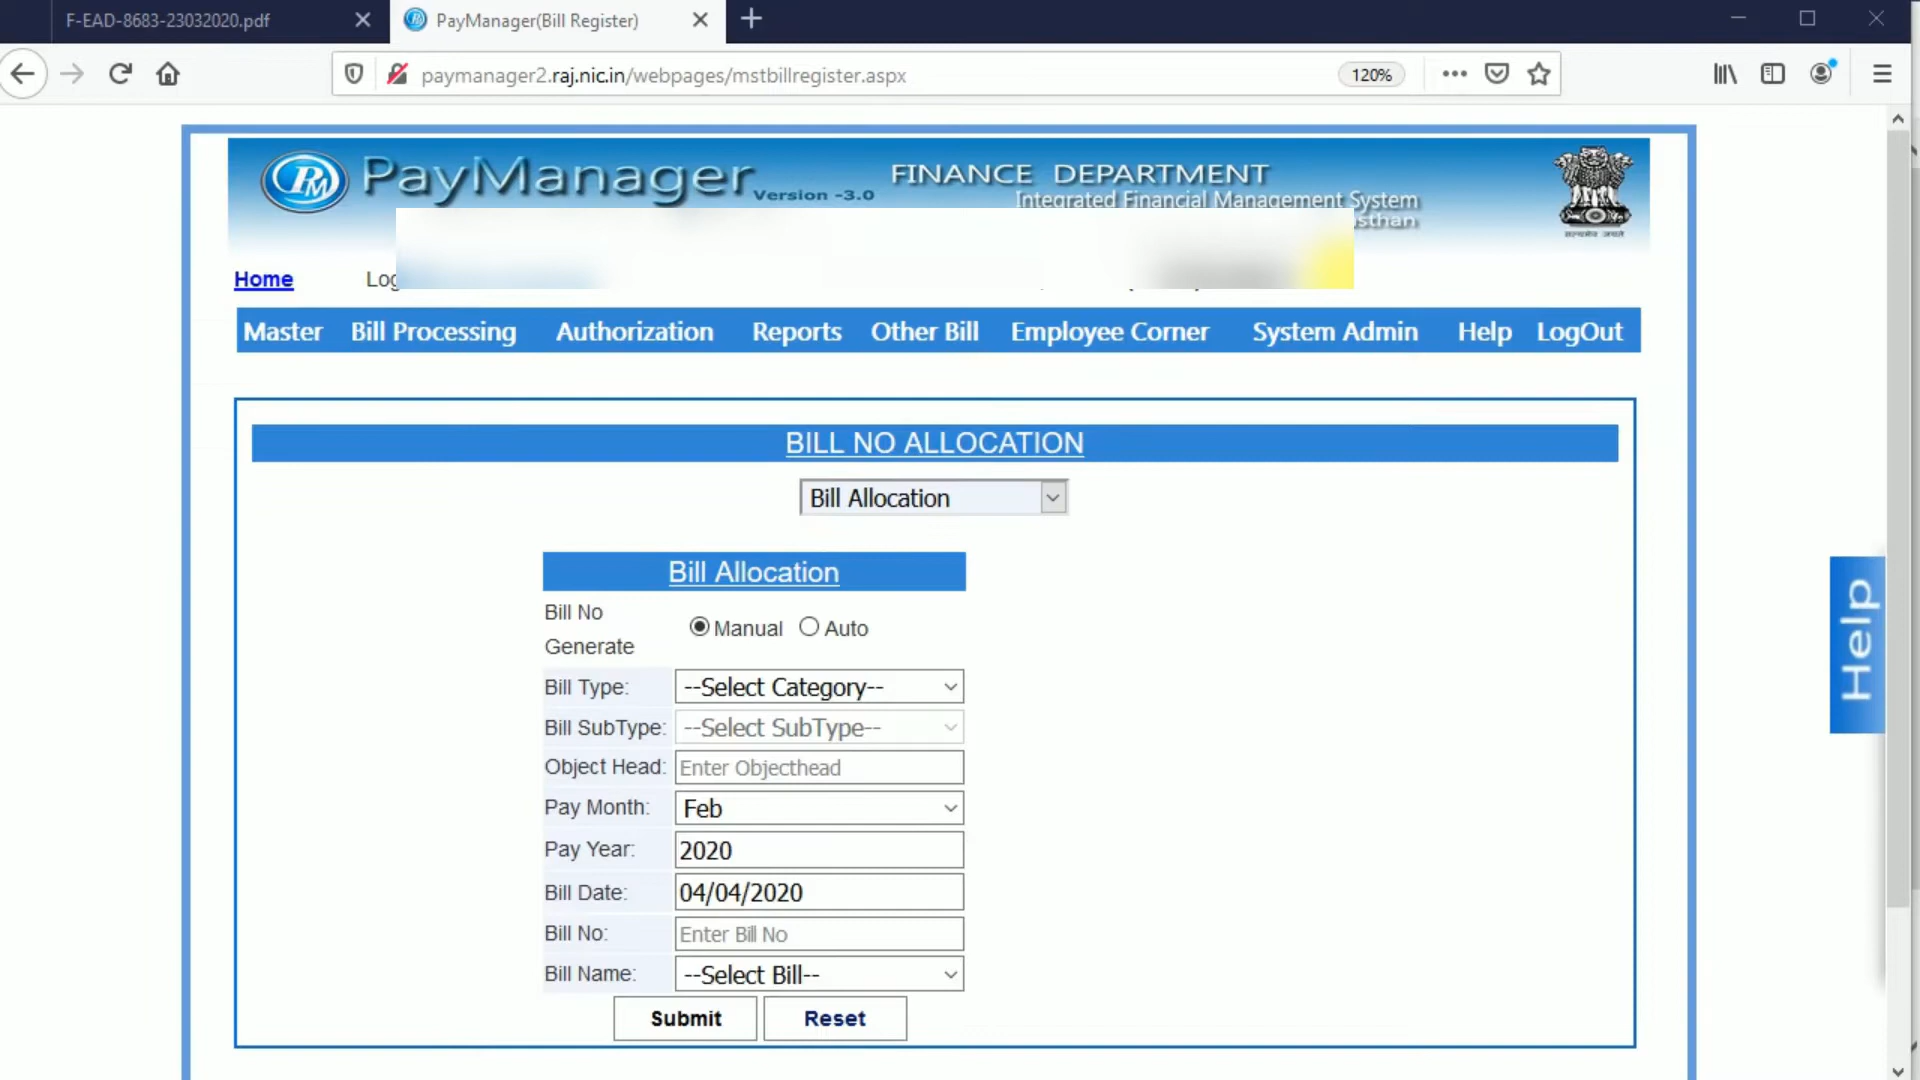 F-EAD-8683-23032020.pdf
PayManager(Bill Register)
paymanager2.raj.nic.in/webpages/mstbillregister.aspx
120%
PM PayManager Version -3.0
FINANCE DEPARTMENT
Integrated Financial Management System
सत्यमेव जयते
Home
Master Bill Processing Authorization Reports Other Bill Employee Corner System Admin Help LogOut
BILL NO ALLOCATION
Bill Allocation
Bill Allocation
Bill No Generate
Manual Auto
Bill Type: --Select Category--
Bill SubType: --Select SubType--
Object Head: Enter Objecthead
Pay Month: Feb
Pay Year: 2020
Bill Date: 04/04/2020
Bill No: Enter Bill No
Bill Name: --Select Bill--
Submit Reset
Help